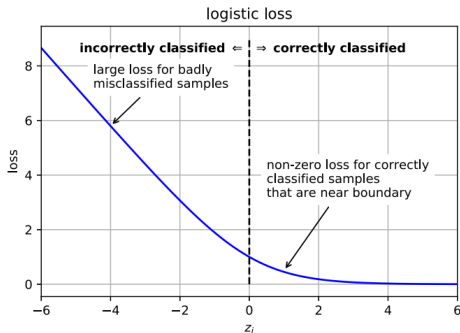 logistic loss
incorrectly classified ⇐ ⇒ correctly classified
large loss for badly
misclassified samples
non-zero loss for correctly
classified samples
that are near boundary
loss
8
6
4
2
0
−6 −4 −2 0 2 4 6
z_i